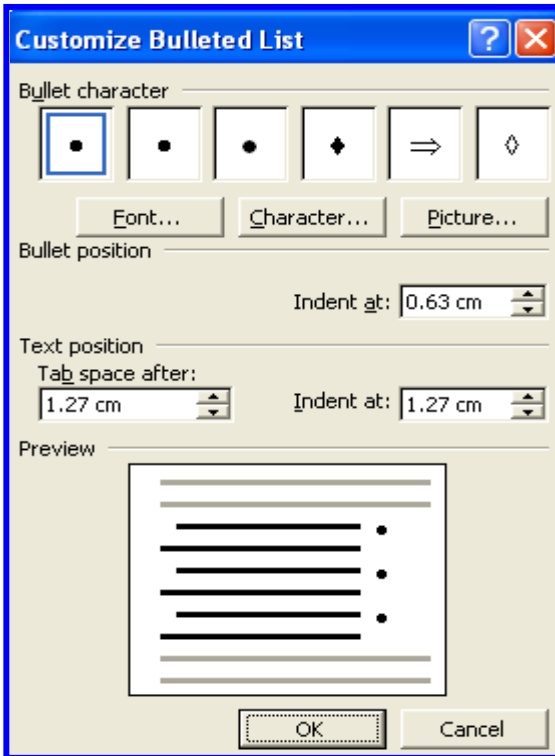 Customize Bulleted List
Bullet character
Font... Character... Picture...
Bullet position
Indent at: 0.63 cm
Text position
Tab space after:
1.27 cm Indent at: 1.27 cm
Preview
OK Cancel